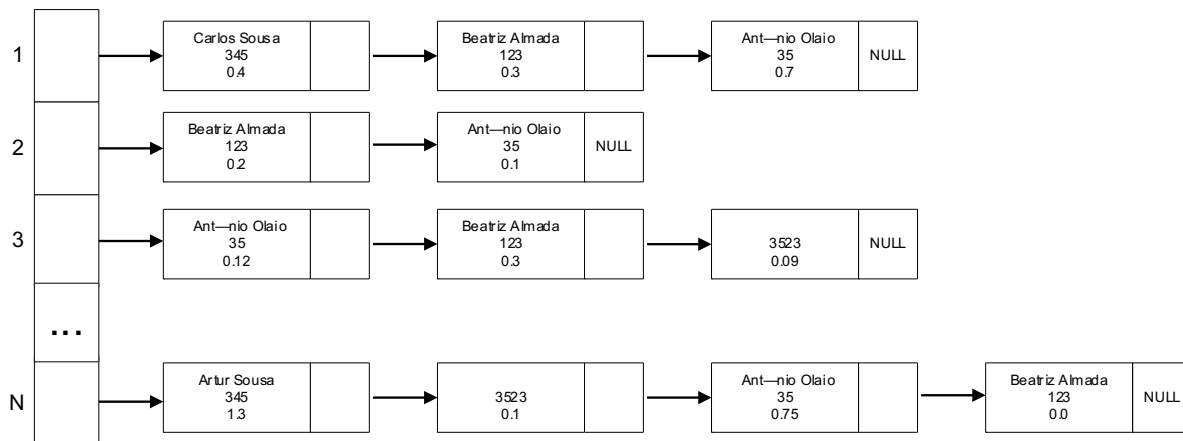 1
Carlos Sousa
345
0.4
Beatriz Almada
123
0.3
Ant—nio Olaio
35
0.7
NULL
2
Beatriz Almada
123
0.2
Ant—nio Olaio
35
0.1
NULL
3
Ant—nio Olaio
35
0.12
Beatriz Almada
123
0.3
3523
0.09
NULL
...
N
Artur Sousa
345
1.3
3523
0.1
Ant—nio Olaio
35
0.75
Beatriz Almada
123
0.0
NULL